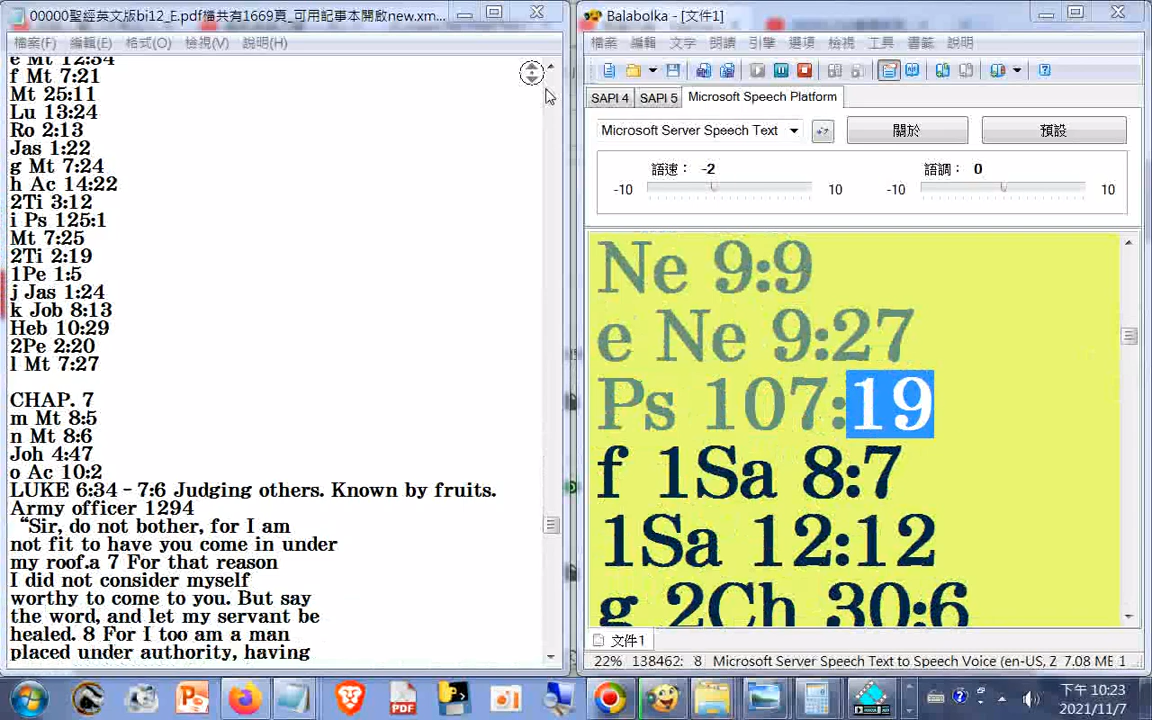 00000聖經英文版bi12_E.pdf檔共有1669頁_可用記事本開啟new.xm...
檔案(F) 編輯(E) 格式(O) 檢視(V) 說明(H)
e Mt 12:34
f Mt 7:21
Mt 25:11
Lu 13:24
Ro 2:13
Jas 1:22
g Mt 7:24
h Ac 14:22
2Ti 3:12
i Ps 125:1
Mt 7:25
2Ti 2:19
1Pe 1:5
j Jas 1:24
k Job 8:13
Heb 10:29
2Pe 2:20
l Mt 7:27
CHAP. 7
m Mt 8:5
n Mt 8:6
Joh 4:47
o Ac 10:2
LUKE 6:34–7:6 Judging others. Known by fruits.
Army officer 1294
“Sir, do not bother, for I am
not fit to have you come in under
my roof.a 7 For that reason
I did not consider myself
worthy to come to you. But say
the word, and let my servant be
healed. 8 For I too am a man
placed under authority, having
Balabolka - [文件1]
檔案 編輯 文字 朗讀 引擎 選項 檢視 工具 書籤 說明
SAPI 4 SAPI 5 Microsoft Speech Platform
Microsoft Server Speech Text 關於 預設
語速： -2 語調： 0
-10 10 -10 10
Ne 9:9
e Ne 9:27
Ps 107:19
f 1Sa 8:7
1Sa 12:12
g 2Ch 30:6
文件1
22% 138462: 8 Microsoft Server Speech Text to Speech Voice (en-US, Z 7.08 ME 1
PDF
下午 10:23
2021/11/7